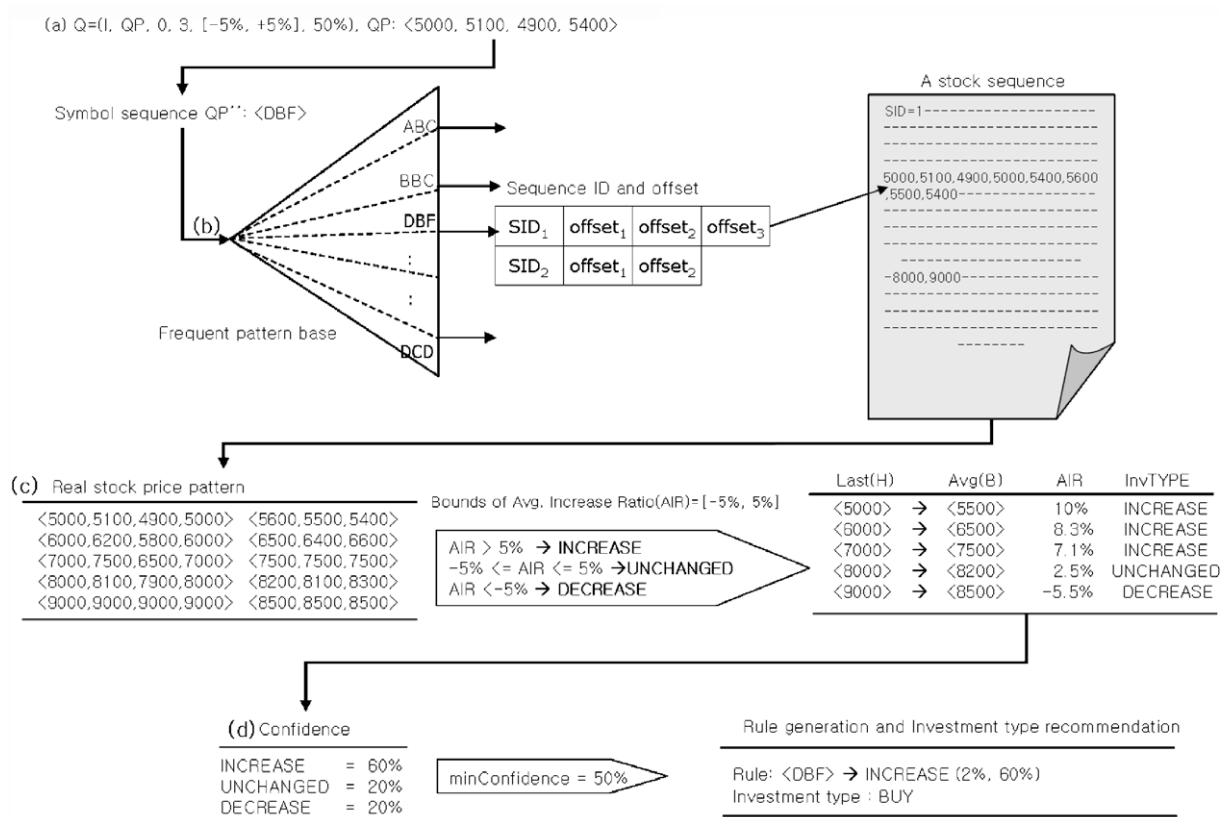 (a) Q=(I, QP, 0, 3, [-5%, +5%], 50%), QP: <5000, 5100, 4900, 5400>
Symbol sequence QP'': <DBF>
A stock sequence
SID=1
5000,5100,4900,5000,5400,5600
,5500,5400
-8000,9000
ABC
BBC
(b)
DBF
:
:
DCD
Frequent pattern base
Sequence ID and offset
SID1 offset1 offset2 offset3
SID2 offset1 offset2
(c) Real stock price pattern
<5000,5100,4900,5000> <5600,5500,5400>
<6000,6200,5800,6000> <6500,6400,6600>
<7000,7500,6500,7000> <7500,7500,7500>
<8000,8100,7900,8000> <8200,8100,8300>
<9000,9000,9000,9000> <8500,8500,8500>
Bounds of Avg. Increase Ratio(AIR)=[-5%, 5%]
AIR > 5% → INCREASE
-5% <= AIR <= 5% →UNCHANGED
AIR <-5% → DECREASE
Last(H) Avg(B) AIR InvTYPE
<5000> → <5500> 10% INCREASE
<6000> → <6500> 8.3% INCREASE
<7000> → <7500> 7.1% INCREASE
<8000> → <8200> 2.5% UNCHANGED
<9000> → <8500> -5.5% DECREASE
(d) Confidence
INCREASE = 60%
UNCHANGED = 20%
DECREASE = 20%
minConfidence = 50%
Rule generation and Investment type recommendation
Rule: <DBF> → INCREASE (2%, 60%)
Investment type : BUY